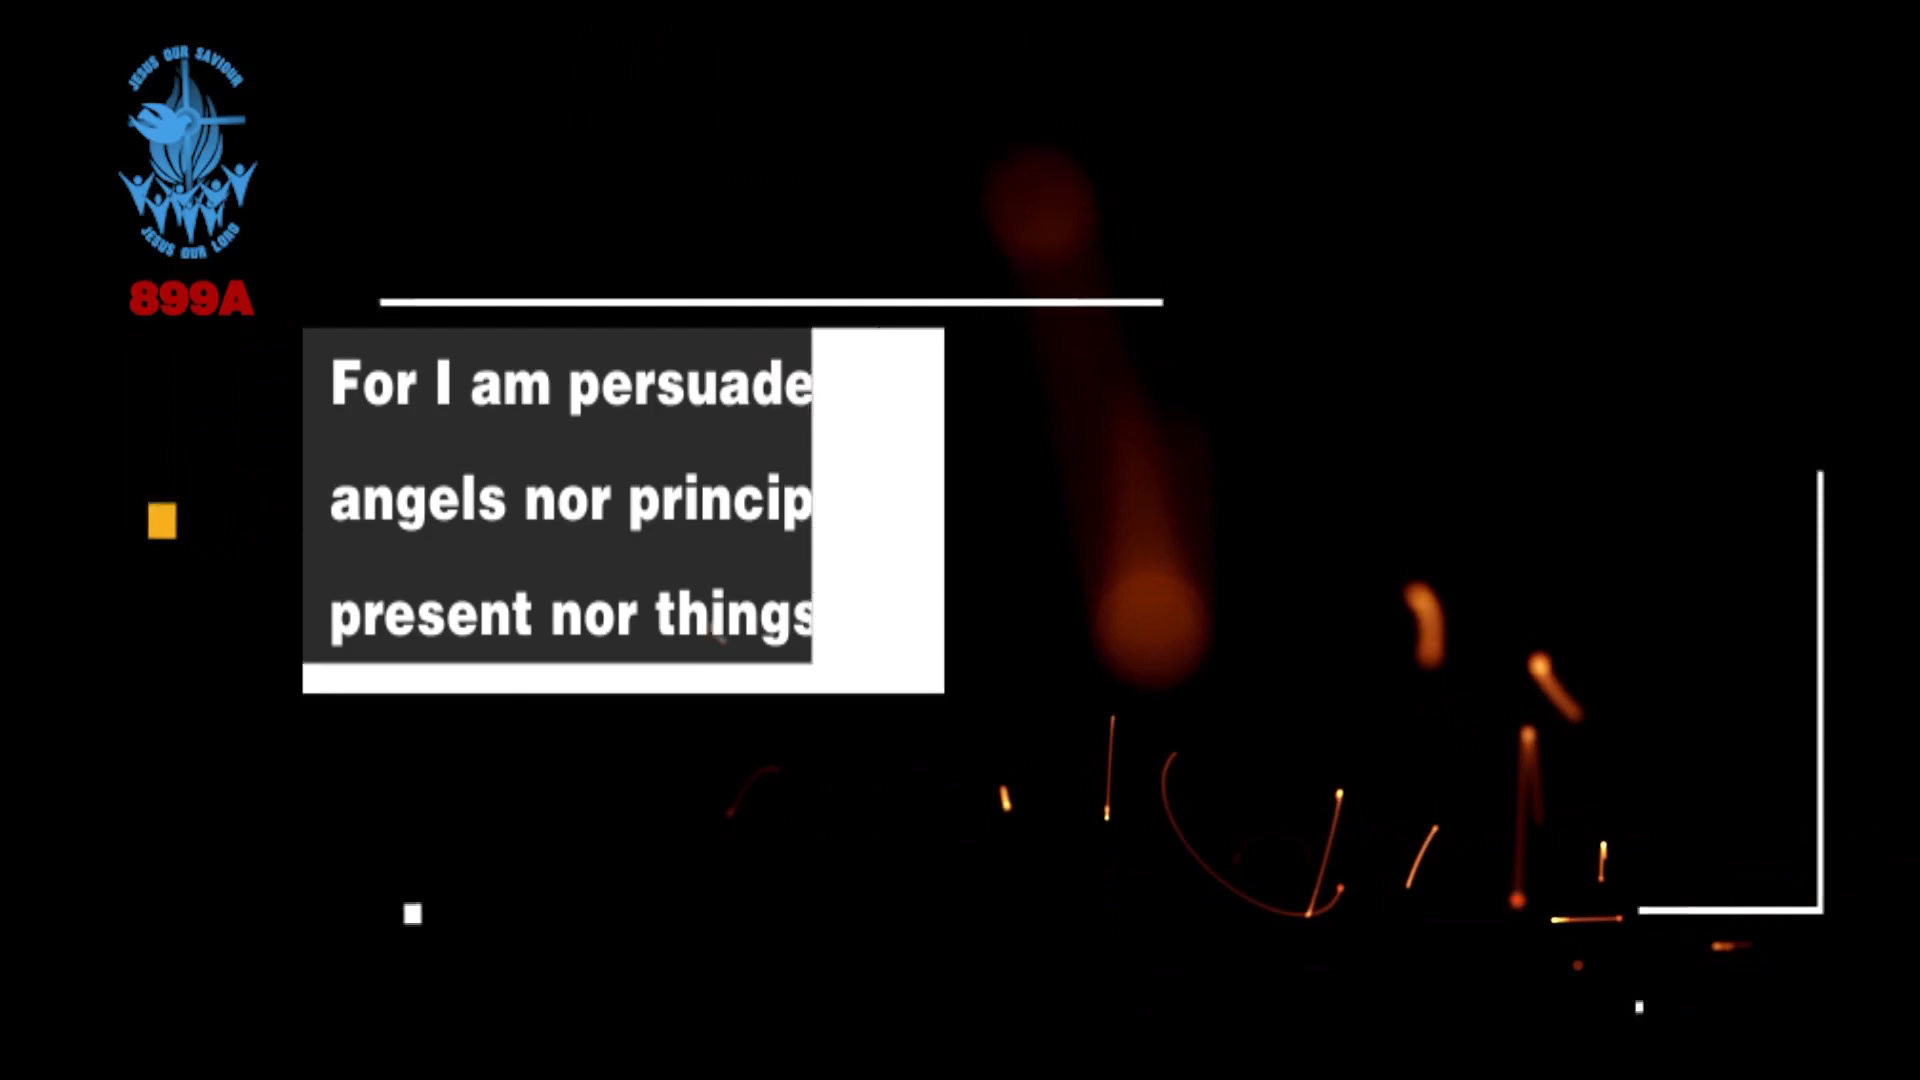 JESUS OUR SAVIOUR
JESUS OUR LORD
899A
For I am persuade
angels nor princip
present nor things